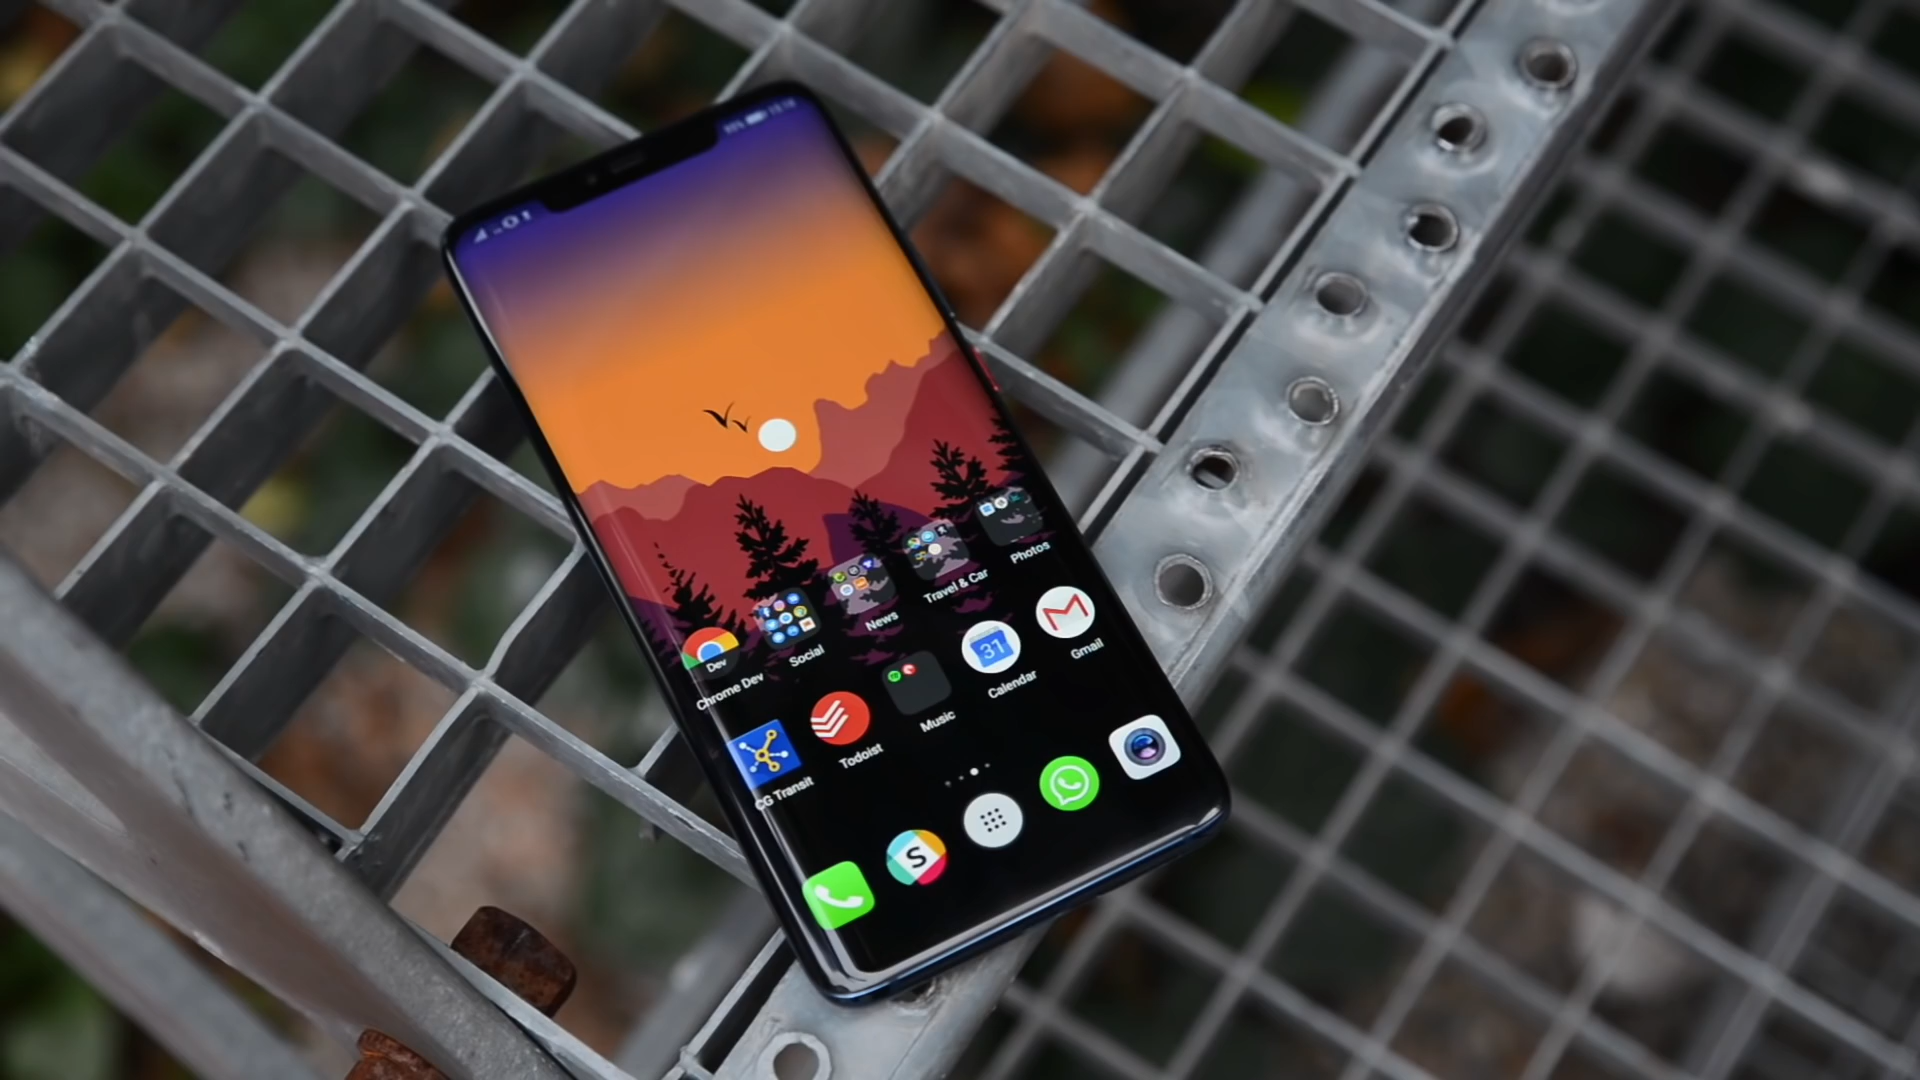 Photos
Travel & Car
News
Social
Dev
Chrome Dev
Gmail
31
Calendar
Music
Todoist
CG Transit
S